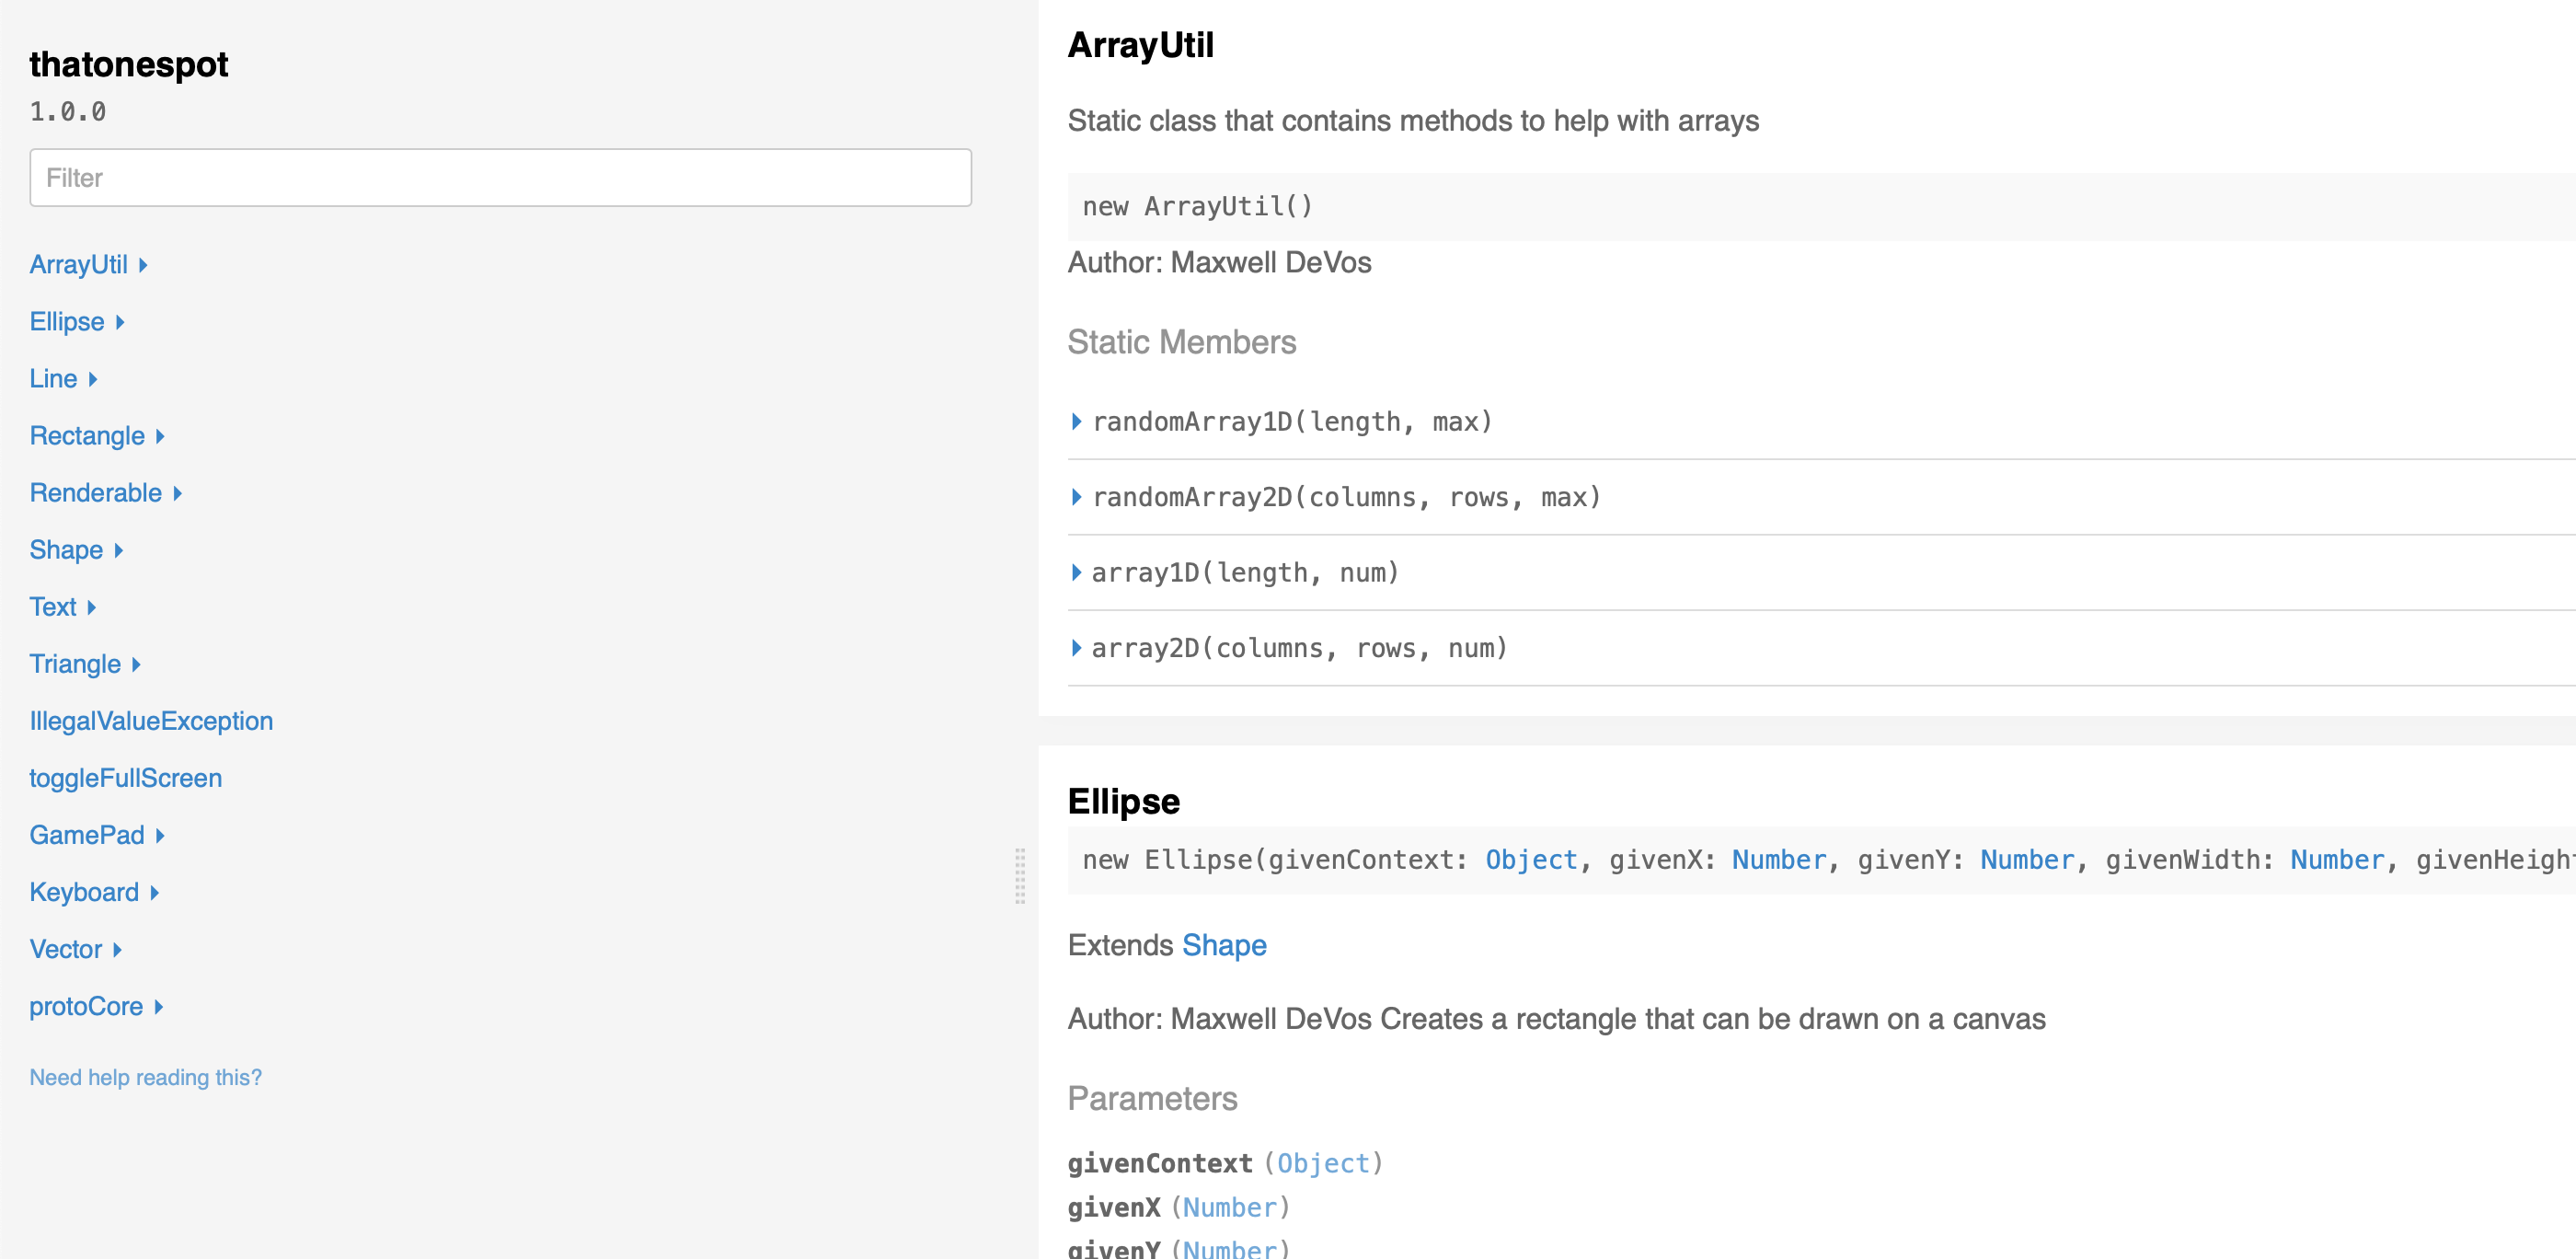 thatonespot
1.0.0
Filter
ArrayUtil
Ellipse
Line
Rectangle
Renderable
Shape
Text
Triangle
IllegalValueException
toggleFullScreen
GamePad
Keyboard
Vector
protoCore
Need help reading this?
ArrayUtil
Static class that contains methods to help with arrays
new ArrayUtil()
Author: Maxwell DeVos
Static Members
randomArray1D(length, max)
randomArray2D(columns, rows, max)
array1D(length, num)
array2D(columns, rows, num)
Ellipse
new Ellipse(givenContext: Object, givenX: Number, givenY: Number, givenWidth: Number, givenHeigh
Extends Shape
Author: Maxwell DeVos Creates a rectangle that can be drawn on a canvas
Parameters
givenContext (Object)
givenX (Number)
givenY (Number)